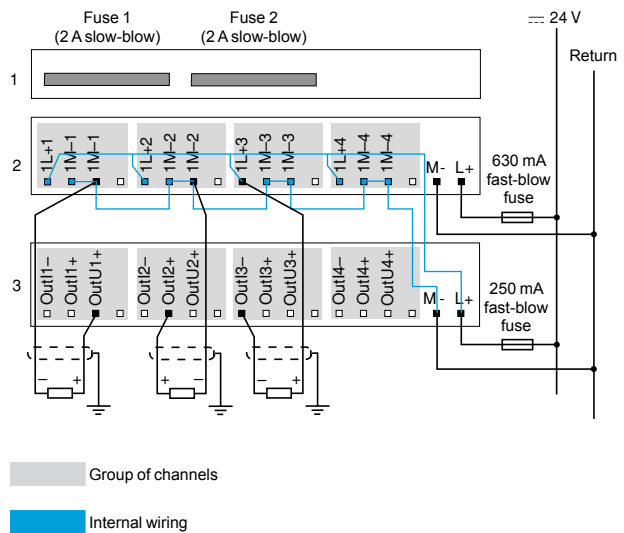 Fuse 1
(2 A slow-blow)
Fuse 2
(2 A slow-blow)
24 V
Return
1
2
1L+1
1M–1
1M–1
1L+2
1M–2
1M–2
1L+3
1M–3
1M–3
1L+4
1M–4
1M–4
M-
L+
630 mA
fast-blow
fuse
3
OutI1–
OutI1+
OutU1+
OutI2–
OutI2+
OutU2+
OutI3–
OutI3+
OutU3+
OutI4–
OutI4+
OutU4+
M-
L+
250 mA
fast-blow
fuse
– +
– +
– +
Group of channels
Internal wiring